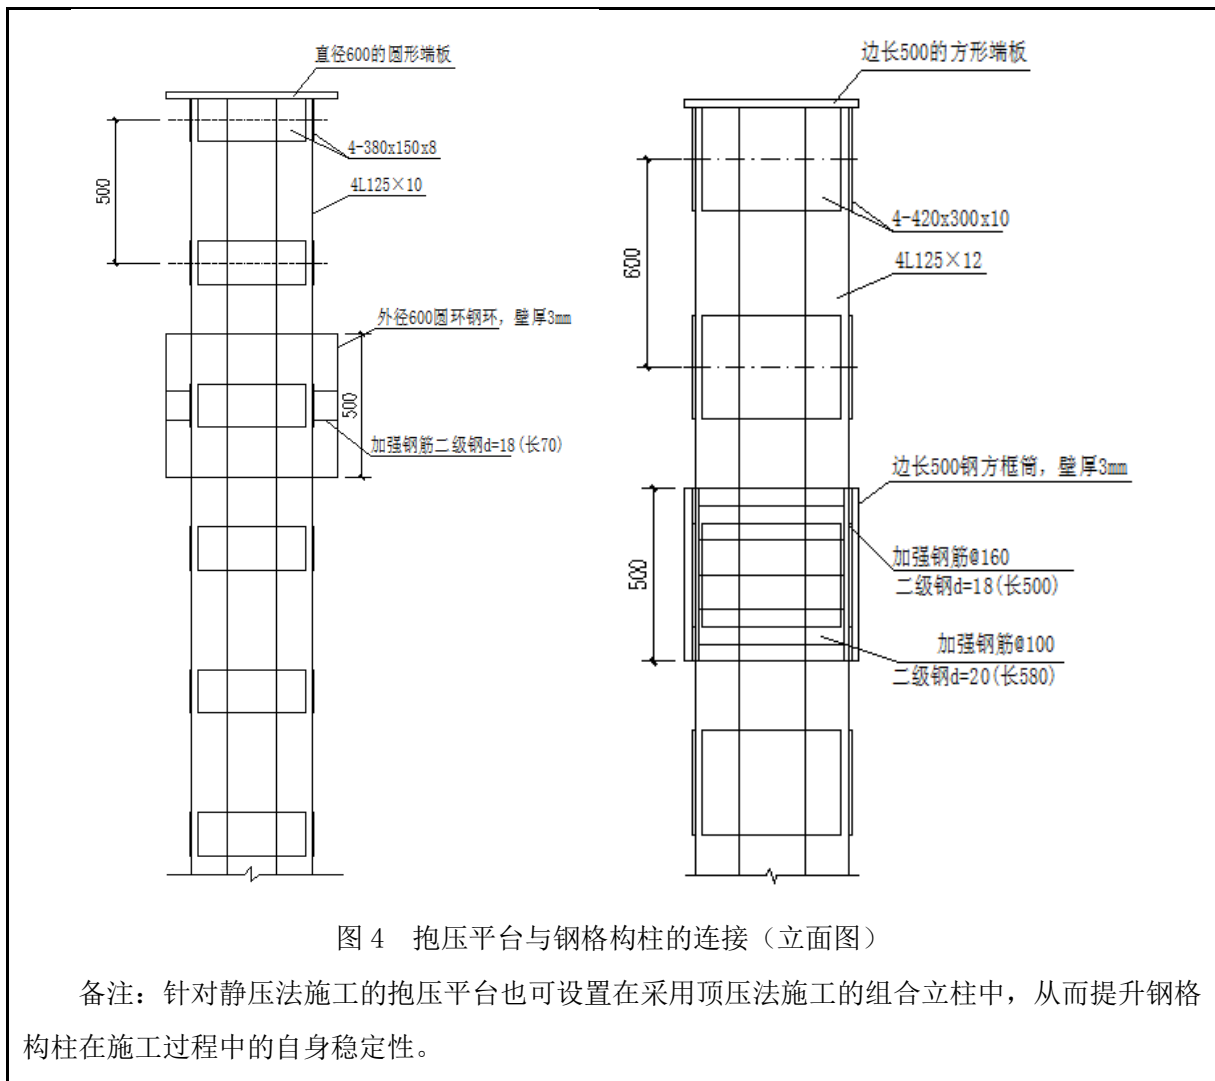 直径600的圆形端板
4-380x150x8
4L125×10
500
外径600圆环钢环，壁厚3mm
500
加强钢筋二级钢d=18(长70)
边长500的方形端板
4-420x300x10
4L125×12
600
边长500钢方框筒，壁厚3mm
500
加强钢筋@160
二级钢d=18(长500)
加强钢筋@100
二级钢d=20(长580)
图 4 抱压平台与钢格构柱的连接（立面图）
备注：针对静压法施工的抱压平台也可设置在采用顶压法施工的组合立柱中，从而提升钢格
构柱在施工过程中的自身稳定性。